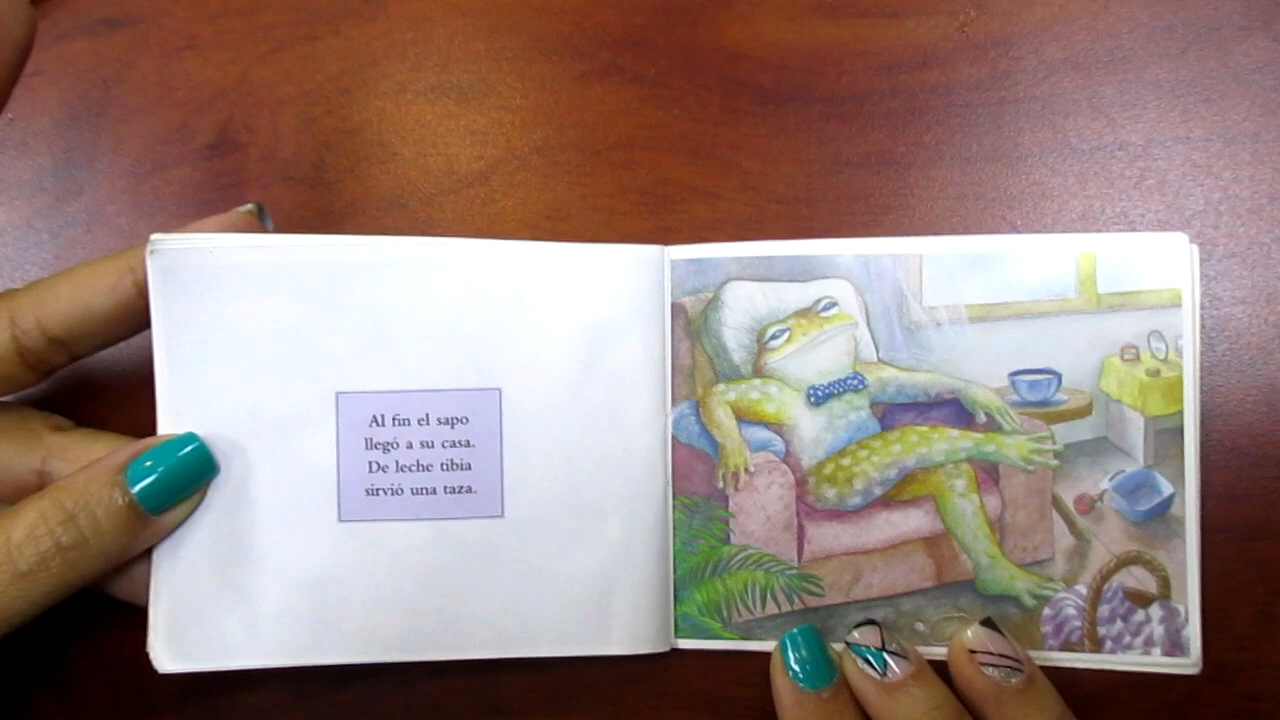 Al fin el sapo
llegó a su casa.
De leche tibia
sirvió una taza.